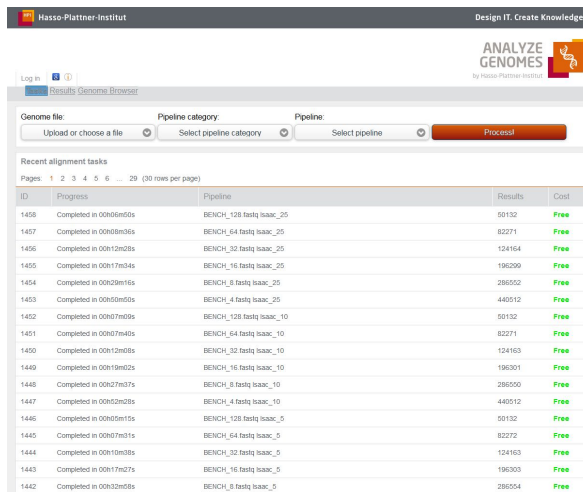 HPI Hasso-Plattner-Institut
Design IT. Create Knowledge
ANALYZE
GENOMES
by Hasso-Plattner-Institut
Log in
Results Genome Browser
Genome file: Pipeline category: Pipeline:
Upload or choose a file Select pipeline category Select pipeline Process!
Recent alignment tasks
Pages: 1 2 3 4 5 6 ... 29 (30 rows per page)
ID Progress Pipeline Results Cost
1458 Completed in 00h06m50s BENCH_128.fastq Isaac_25 50132 Free
1457 Completed in 00h08m36s BENCH_64.fastq Isaac_25 82271 Free
1456 Completed in 00h12m28s BENCH_32.fastq Isaac_25 124164 Free
1455 Completed in 00h17m34s BENCH_16.fastq Isaac_25 196299 Free
1454 Completed in 00h29m16s BENCH_8.fastq Isaac_25 286552 Free
1453 Completed in 00h50m50s BENCH_4.fastq Isaac_25 440512 Free
1452 Completed in 00h07m09s BENCH_128.fastq Isaac_10 50132 Free
1451 Completed in 00h07m40s BENCH_64.fastq Isaac_10 82271 Free
1450 Completed in 00h12m08s BENCH_32.fastq Isaac_10 124163 Free
1449 Completed in 00h19m02s BENCH_16.fastq Isaac_10 196301 Free
1448 Completed in 00h27m37s BENCH_8.fastq Isaac_10 286550 Free
1447 Completed in 00h52m28s BENCH_4.fastq Isaac_10 440512 Free
1446 Completed in 00h05m15s BENCH_128.fastq Isaac_5 50132 Free
1445 Completed in 00h07m31s BENCH_64.fastq Isaac_5 82272 Free
1444 Completed in 00h10m38s BENCH_32.fastq Isaac_5 124163 Free
1443 Completed in 00h17m27s BENCH_16.fastq Isaac_5 196303 Free
1442 Completed in 00h32m58s BENCH_8.fastq Isaac_5 286554 Free